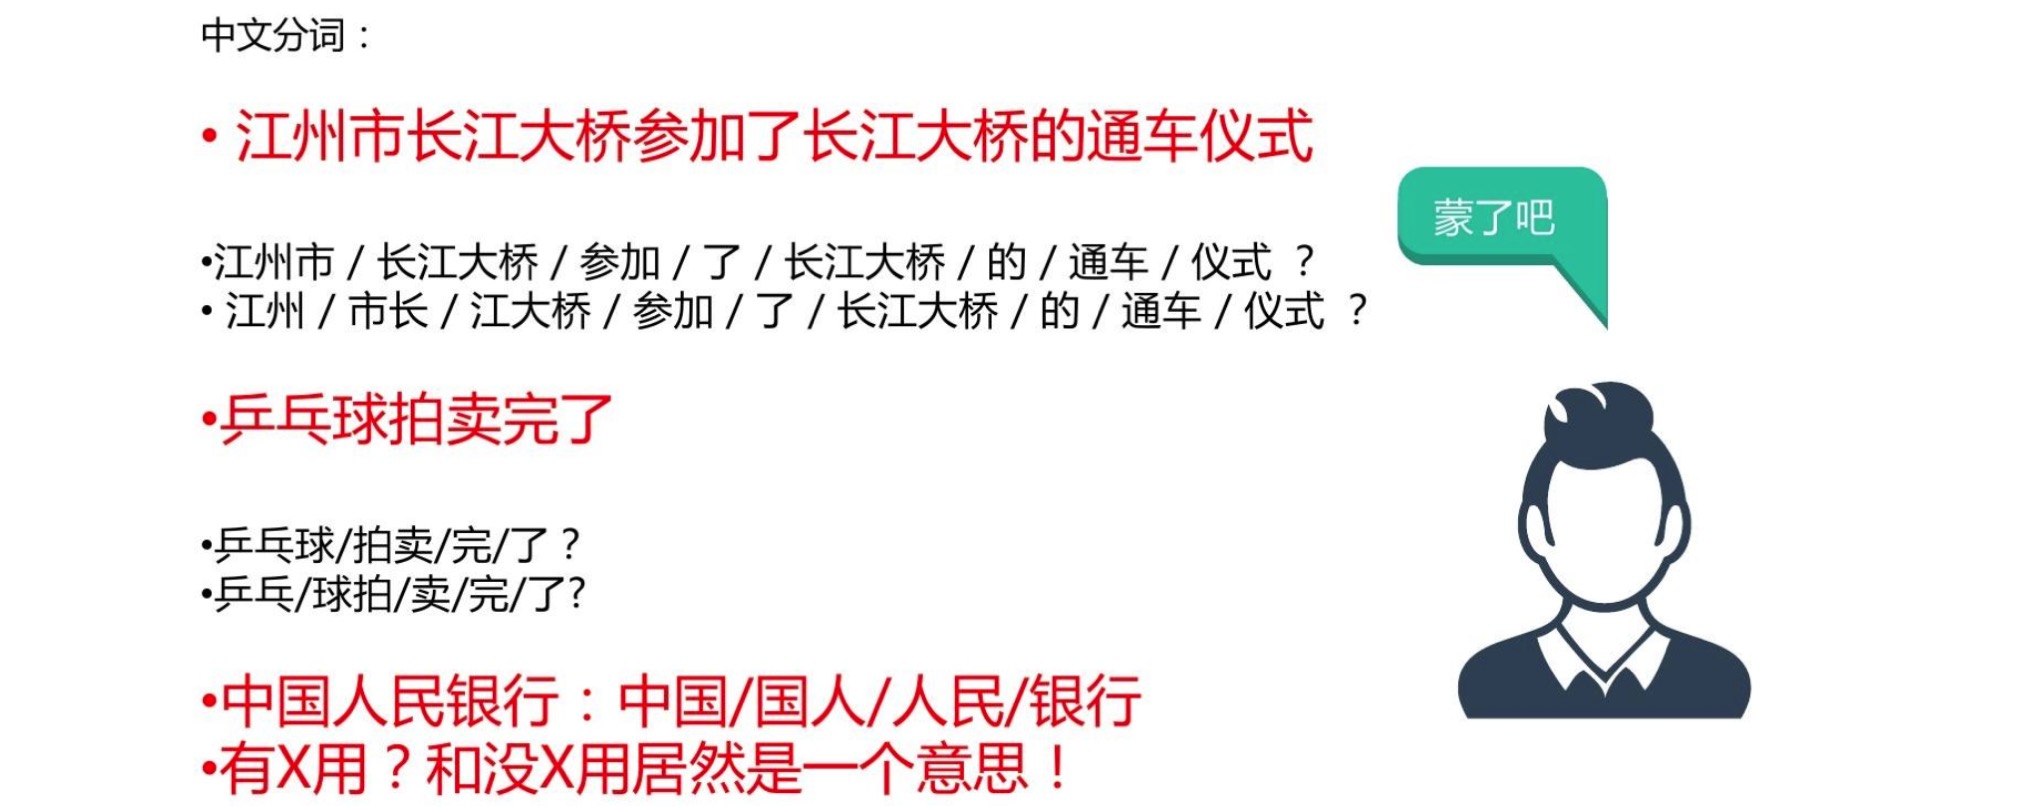 中文分词：
• 江州市长江大桥参加了长江大桥的通车仪式
蒙了吧
•江州市 / 长江大桥 / 参加 / 了 / 长江大桥 / 的 / 通车 / 仪式 ？
• 江州 / 市长 / 江大桥 / 参加 / 了 / 长江大桥 / 的 / 通车 / 仪式 ？
•乒乓球拍卖完了
•乒乓球/拍卖/完/了？
•乒乓/球拍/卖/完/了?
•中国人民银行：中国/国人/人民/银行
•有X用？和没X用居然是一个意思！